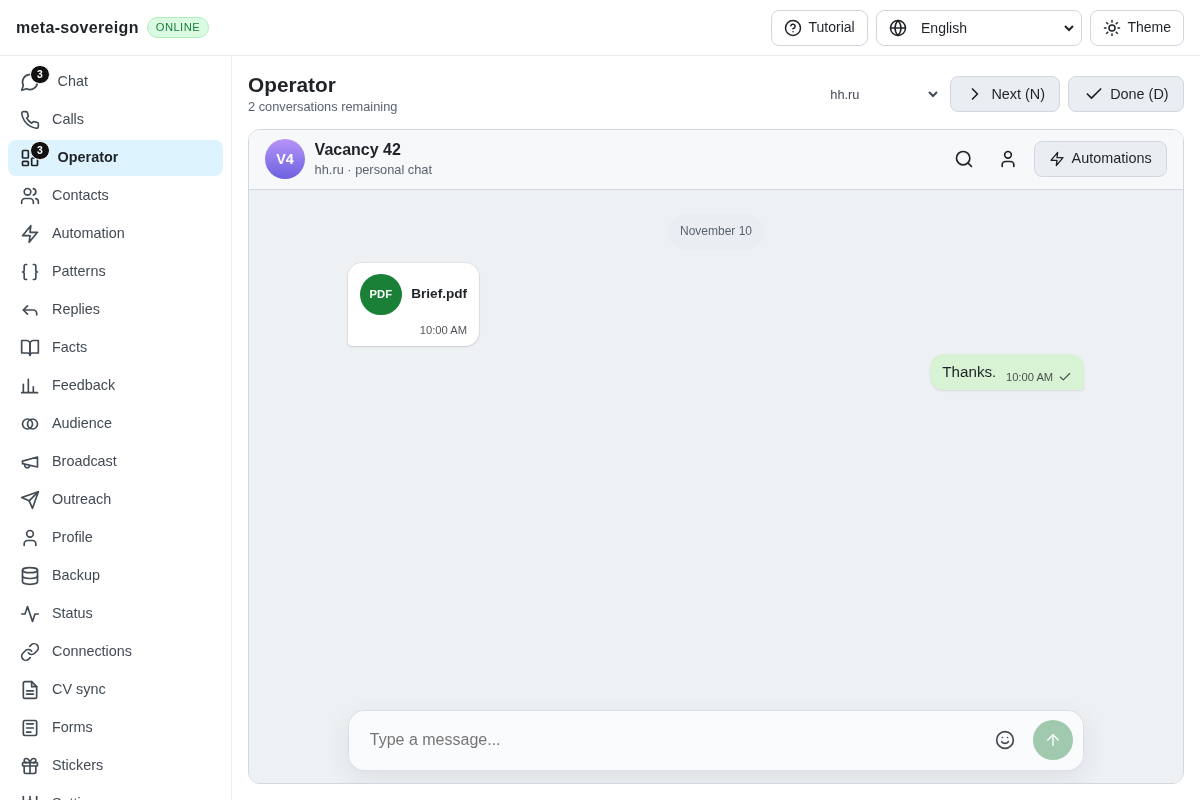 meta-sovereign ONLINE Tutorial English Theme
3 Chat
Calls
3 Operator
Contacts
Automation
Patterns
Replies
Facts
Feedback
Audience
Broadcast
Outreach
Profile
Backup
Status
Connections
CV sync
Forms
Stickers
Operator
2 conversations remaining
hh.ru Next (N) Done (D)
V4 Vacancy 42
hh.ru · personal chat
Automations
November 10
PDF Brief.pdf
10:00 AM
Thanks. 10:00 AM
Type a message...